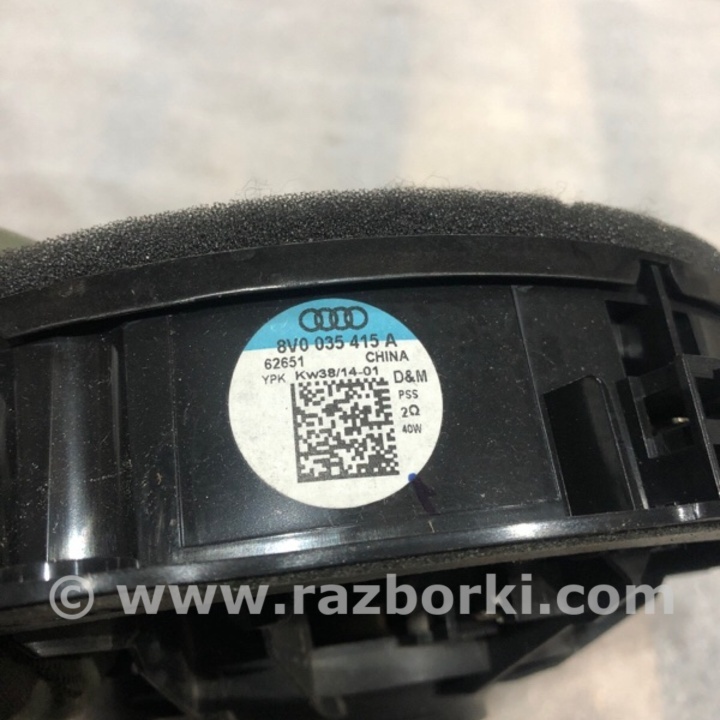 8V0 035 415 A
62651 CHINA
YPK Kw38/14-01 D&M
PSS
2Ω
40W
© www.razborki.com